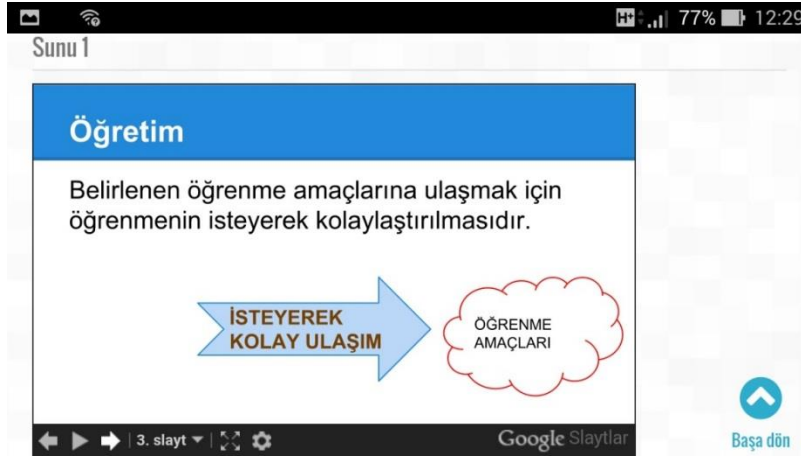 H+ 77% 12:29
Sunu 1
Öğretim
Belirlenen öğrenme amaçlarına ulaşmak için
öğrenmenin isteyerek kolaylaştırılmasıdır.
İSTEYEREK
KOLAY ULAŞIM
ÖĞRENME
AMAÇLARI
3. slayt
Google Slaytlar
Başa dön